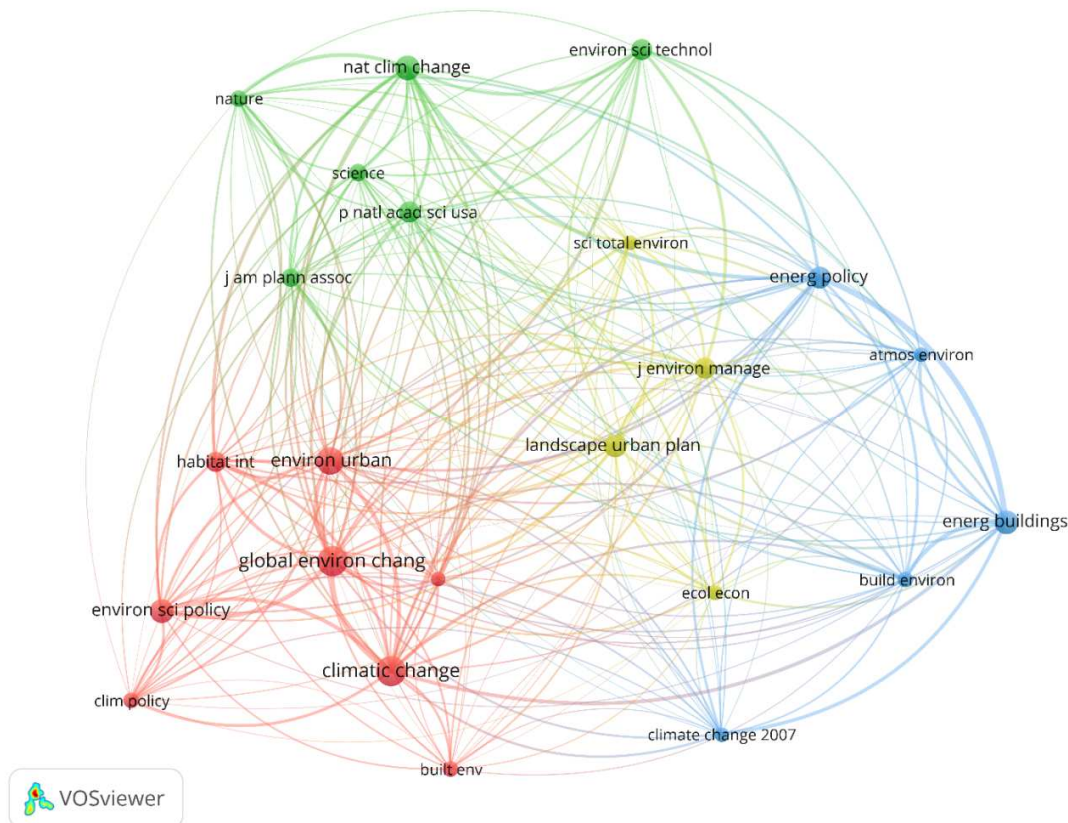 environ sci technol
nat clim change
nature
science
p natl acad sci usa
sci total environ
j am plann assoc
energ policy
atmos environ
j environ manage
landscape urban plan
habitat int
environ urban
energ buildings
global environ chang
build environ
ecol econ
environ sci policy
climatic change
clim policy
climate change 2007
built env
VOSviewer